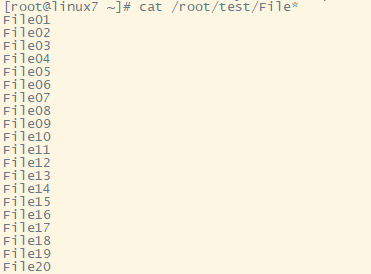 [root@linux7 ~]# cat /root/test/File*
File01
File02
File03
File04
File05
File06
File07
File08
File09
File10
File11
File12
File13
File14
File15
File16
File17
File18
File19
File20